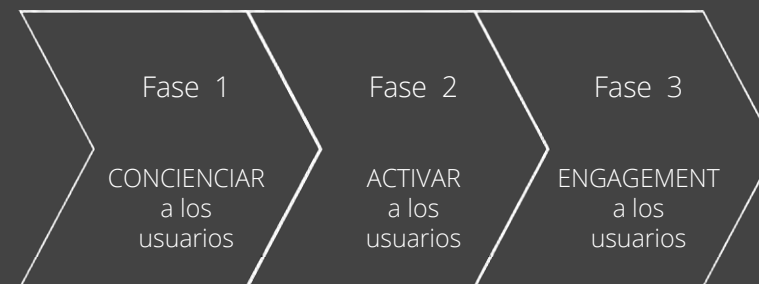 Fase 1
CONCIENCIAR
a los
usuarios
Fase 2
ACTIVAR
a los
usuarios
Fase 3
ENGAGEMENT
a los
usuarios